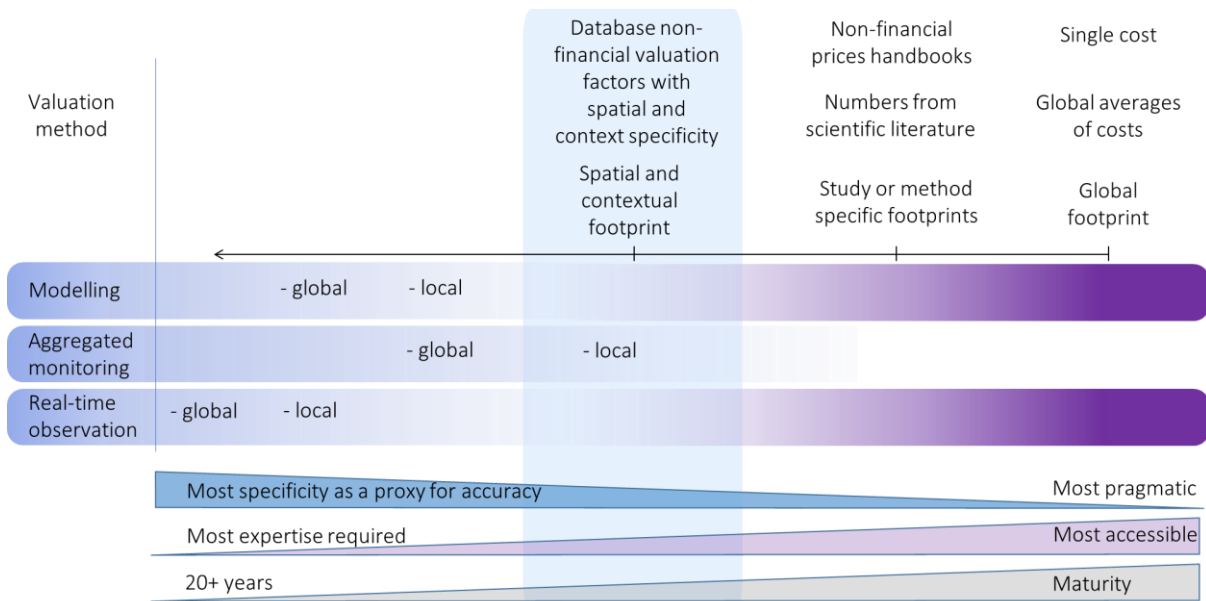 Valuation
method
Database non-
financial valuation
factors with
spatial and
context specificity
Spatial and
contextual
footprint
Non-financial
prices handbooks
Numbers from
scientific literature
Study or method
specific footprints
Single cost
Global averages
of costs
Global
footprint
Modelling
- global
- local
Aggregated
monitoring
- global
- local
Real-time
observation
- global
- local
Most specificity as a proxy for accuracy
Most pragmatic
Most expertise required
Most accessible
20+ years
Maturity